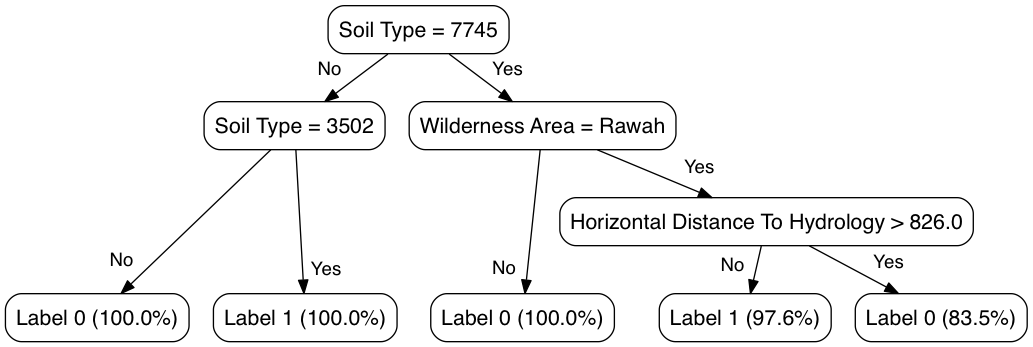 Soil Type = 7745
No
Yes
Soil Type = 3502
Wilderness Area = Rawah
Yes
Horizontal Distance To Hydrology > 826.0
No
Yes
No
No
Yes
Label 0 (100.0%)
Label 1 (100.0%)
Label 0 (100.0%)
Label 1 (97.6%)
Label 0 (83.5%)